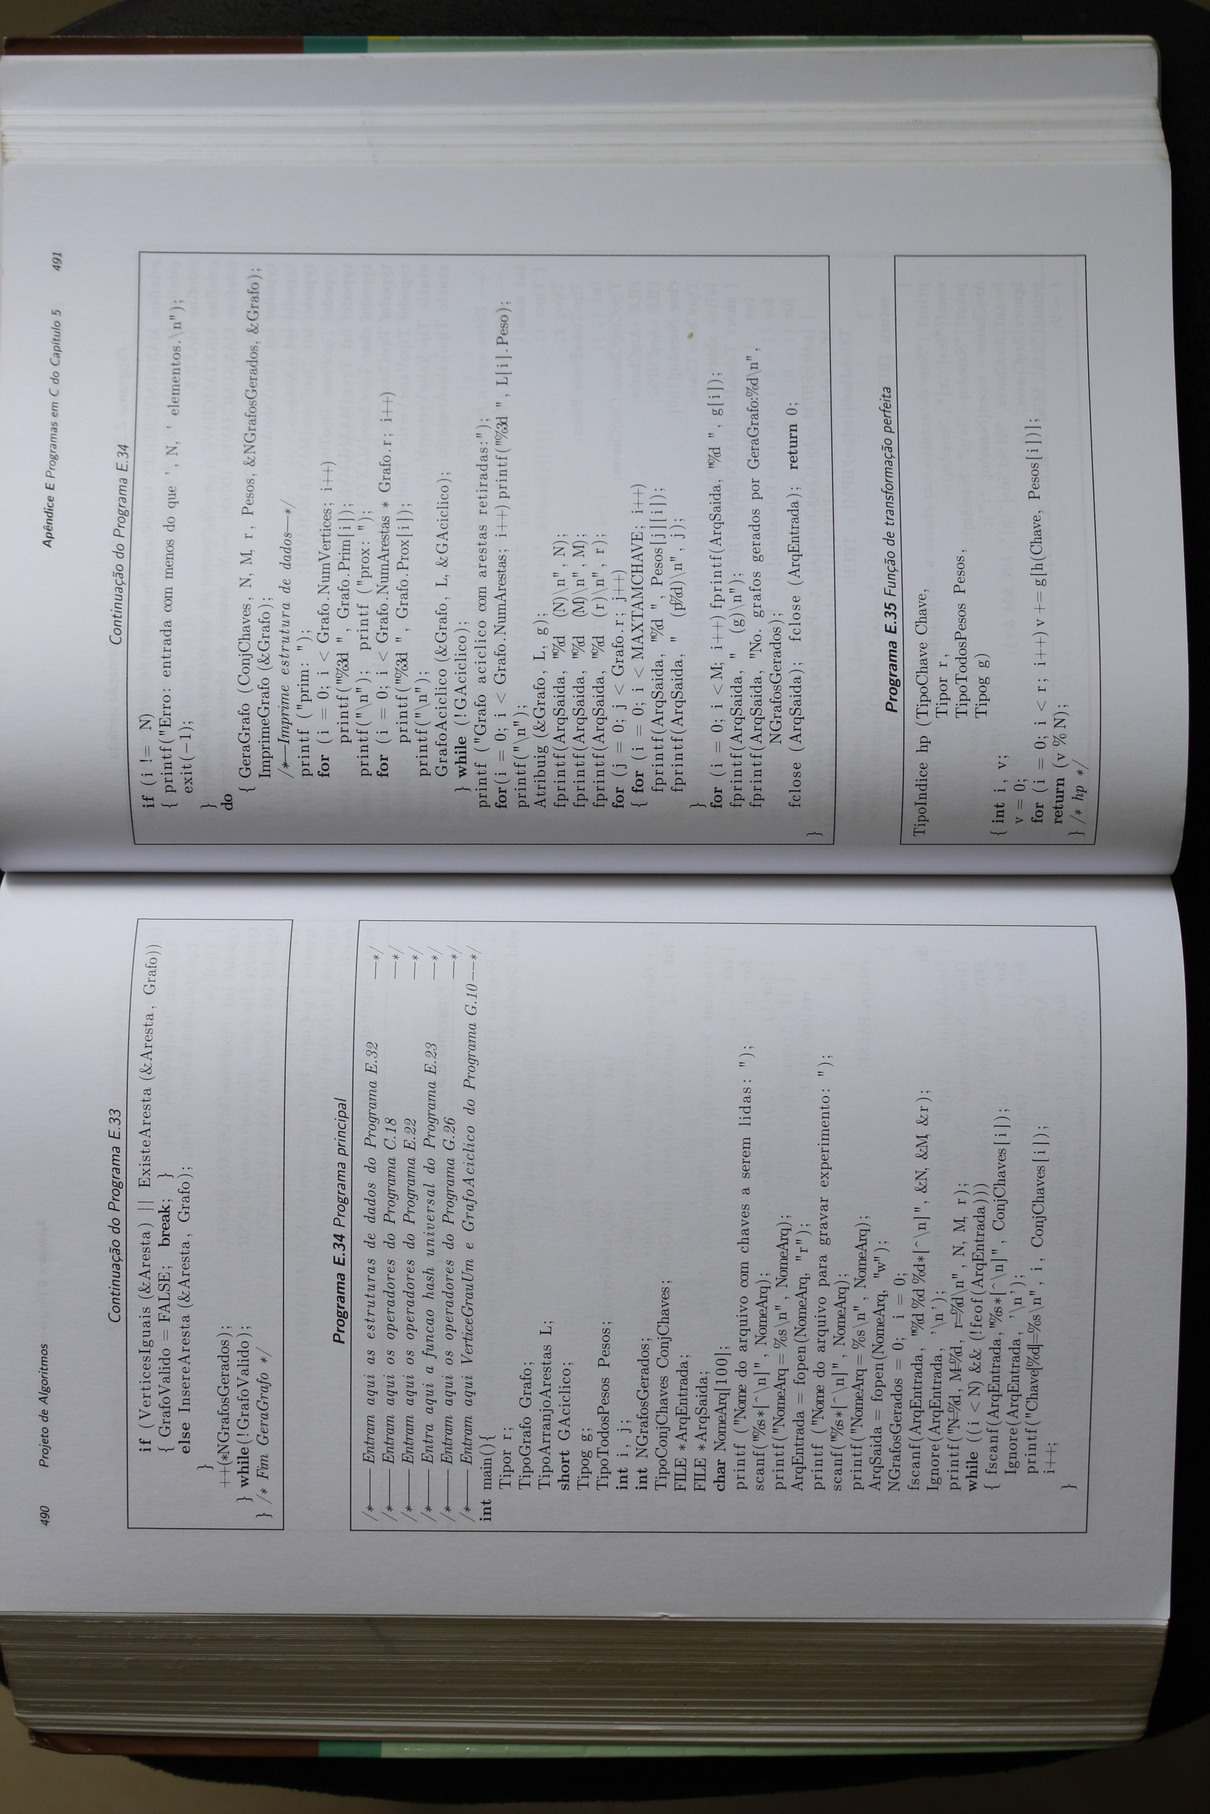 490 Projeto de Algoritmos
Continuação do Programa E.33
if (VerticesIguais (&Aresta) || ExisteAresta (&Aresta, Grafo))
{ GrafoValido = FALSE; break; }
else InsereAresta (&Aresta, Grafo);
}
++(*NGrafosGerados);
} while(!GrafoValido);
} /* Fim GeraGrafo */
Programa E.34 Programa principal
/*—— Entram aqui as estruturas de dados do Programa E.32 —*/
/*—— Entram aqui os operadores do Programa C.18 —*/
/*—— Entram aqui os operadores do Programa E.22 —*/
/*—— Entra aqui a funcao hash universal do Programa E.23 —*/
/*—— Entram aqui os operadores do Programa G.26 —*/
/*—— Entram aqui VerticeGrauUm e GrafoAciclico do Programa G.10 —*/
int main(){
Tipor r;
TipoGrafo Grafo;
TipoArranjoArestas L;
short GAciclico;
Tipog g;
TipoTodosPesos Pesos;
int i, j;
int NGrafosGerados;
TipoConjChaves ConjChaves;
FILE *ArqEntrada;
FILE *ArqSaida;
char NomeArq[100];
printf ("Nome do arquivo com chaves a serem lidas: ");
scanf("%s*[^\n]", NomeArq);
printf("NomeArq = %s\n", NomeArq);
ArqEntrada = fopen(NomeArq, "r");
printf ("Nome do arquivo para gravar experimento: ");
scanf("%s*[^\n]", NomeArq);
printf("NomeArq = %s\n", NomeArq);
ArqSaida = fopen(NomeArq, "w");
NGrafosGerados = 0; i = 0;
fscanf(ArqEntrada, "%d %d %d*[^\n]", &N, &M, &r);
Ignore(ArqEntrada, '\n');
printf("N=%d, M=%d, r=%d\n", N, M, r);
while ((i < N) && (!feof(ArqEntrada)))
{ fscanf(ArqEntrada,"%s*[^\n]", ConjChaves[i]);
Ignore(ArqEntrada, '\n');
printf("Chave[%d]=%s\n", i, ConjChaves[i]);
i++;
}
Apêndice E Programas em C do Capítulo 5 491
Continuação do Programa E.34
if (i != N)
{ printf("Erro: entrada com menos do que ', N, ' elementos.\n");
exit(-1);
}
do
{ GeraGrafo (ConjChaves, N, M, r, Pesos, &NGrafosGerados, &Grafo);
ImprimeGrafo (&Grafo);
/*—Imprime estrutura de dados—*/
printf ("prim: ");
for (i = 0; i < Grafo.NumVertices; i++)
printf("%3d ", Grafo.Prim[i]);
printf("\n"); printf ("prox: ");
for (i = 0; i < Grafo.NumArestas * Grafo.r; i++)
printf("%3d ", Grafo.Prox[i]);
printf("\n");
GrafoAciclico (&Grafo, L, &GAciclico);
} while (!GAciclico);
printf ("Grafo aciclico com arestas retiradas:");
for(i = 0; i < Grafo.NumArestas; i++) printf("%3d ", L[i].Peso);
printf("\n");
Atribuig (&Grafo, L, g);
fprintf(ArqSaida, "%d (N)\n", N);
fprintf(ArqSaida, "%d (M)\n", M);
fprintf(ArqSaida, "%d (r)\n", r);
for (j = 0; j < Grafo.r; j++)
{ for (i = 0; i < MAXTAMCHAVE; i++)
fprintf(ArqSaida, "%d ", Pesos[j][i]);
fprintf(ArqSaida, " (p%d)\n", j);
}
for (i = 0; i < M; i++) fprintf(ArqSaida, "%d ", g[i]);
fprintf(ArqSaida, " (g)\n");
fprintf(ArqSaida, "No. grafos gerados por GeraGrafo:%d\n",
NGrafosGerados);
fclose (ArqSaida); fclose (ArqEntrada); return 0;
}
Programa E.35 Função de transformação perfeita
TipoIndice hp (TipoChave Chave,
Tipor r,
TipoTodosPesos Pesos,
Tipog g)
{ int i, v;
v = 0;
for (i = 0; i < r; i++) v += g[h(Chave, Pesos[i])];
return (v % N);
} /* hp */